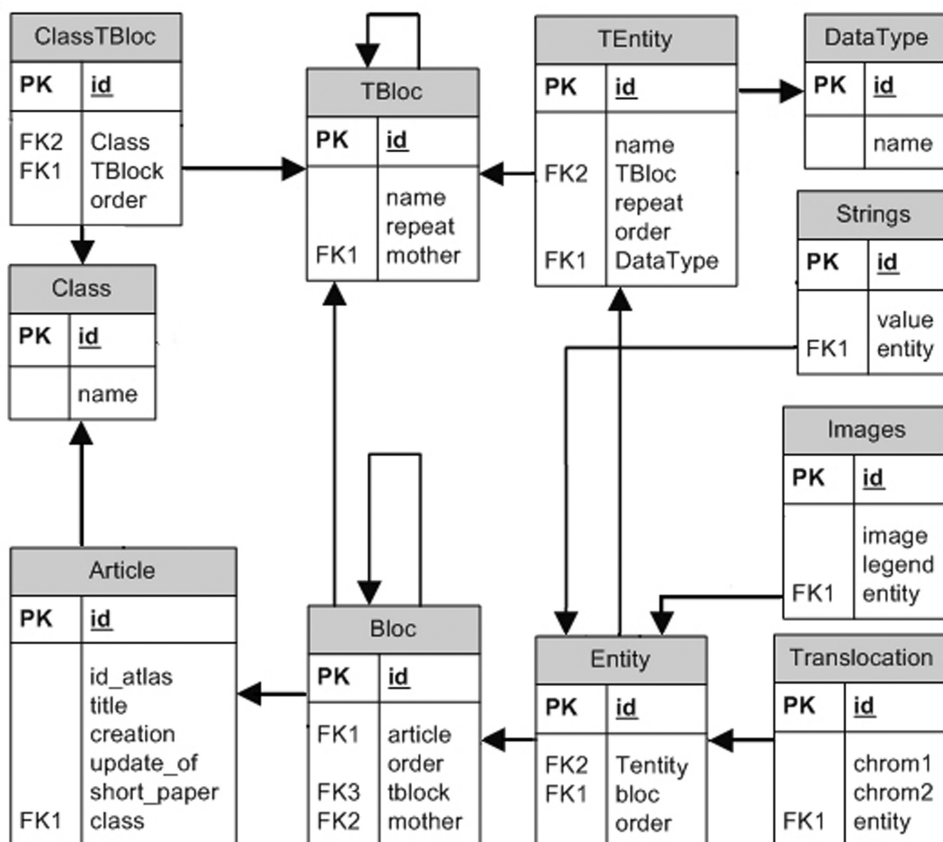 ClassTBloc
PK id
FK2 Class
FK1 TBlock
order
TBloc
PK id
name
repeat
FK1 mother
TEntity
PK id
name
FK2 TBloc
repeat
order
FK1 DataType
DataType
PK id
name
Strings
PK id
value
FK1 entity
Class
PK id
name
Images
PK id
image
legend
FK1 entity
Article
PK id
id_atlas
title
creation
update_of
short_paper
FK1 class
Bloc
PK id
FK1 article
order
FK3 tblock
FK2 mother
Entity
PK id
FK2 Tentity
FK1 bloc
order
Translocation
PK id
chrom1
chrom2
FK1 entity